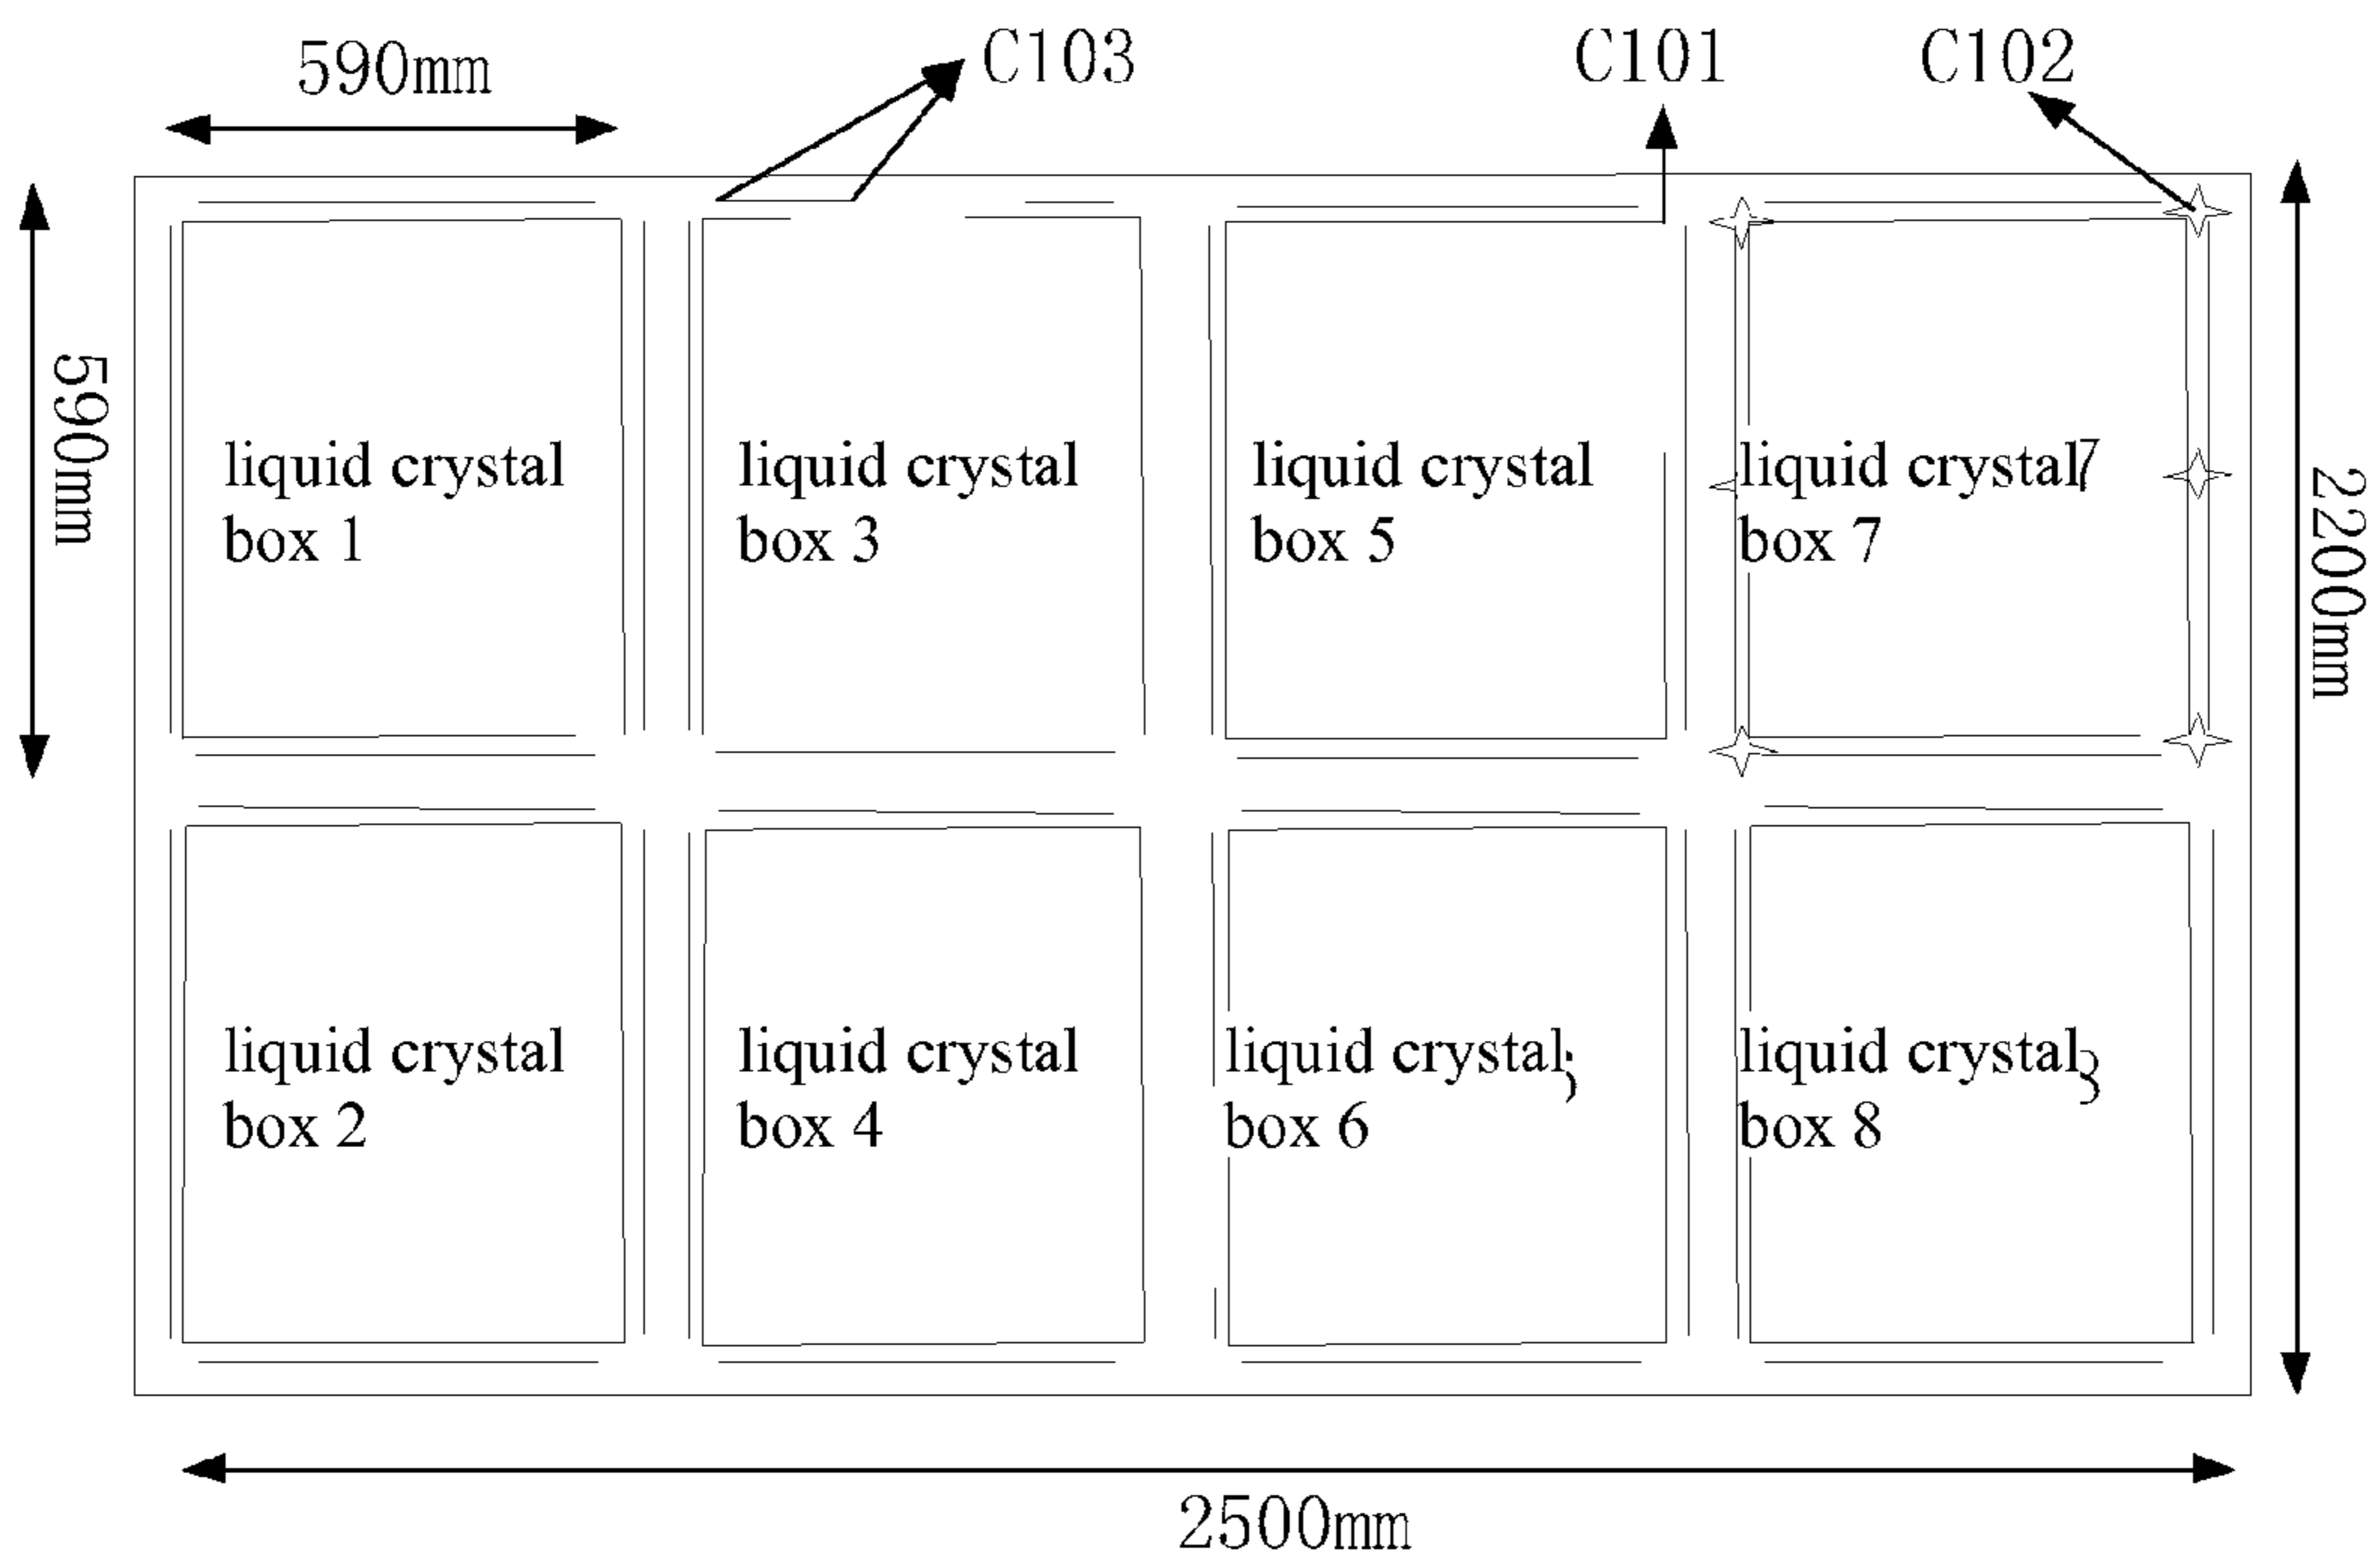 590mm
C103
C101
C102
590mm
liquid crystal
box 1
liquid crystal
box 3
liquid crystal
box 5
liquid crystal7
box 7
2200mm
liquid crystal
box 2
liquid crystal
box 4
liquid crystal
box 6
liquid crystal
box 8
2500mm